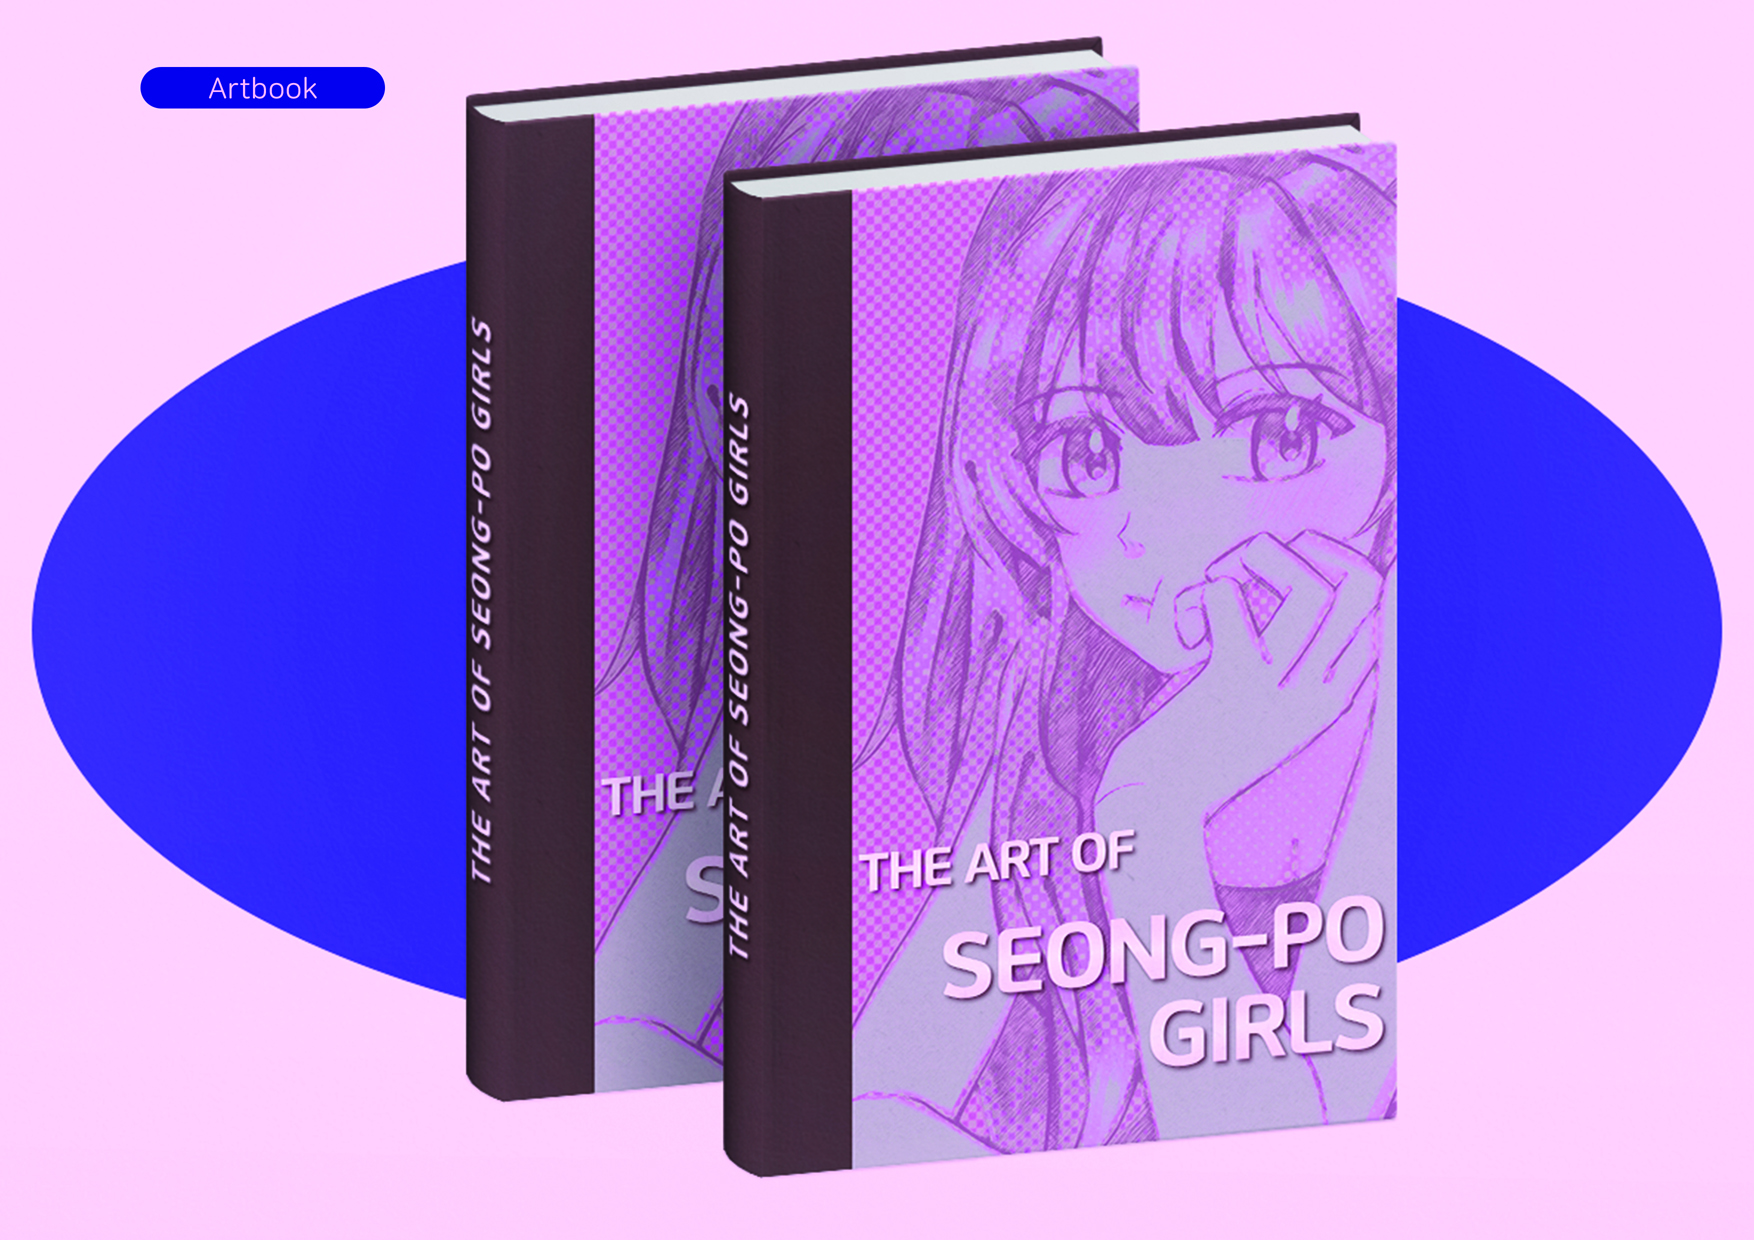 Artbook
THE ART OF SEONG-PO GIRLS
THE A
S
THE ART OF SEONG-PO GIRLS
THE ART OF
SEONG-PO
GIRLS